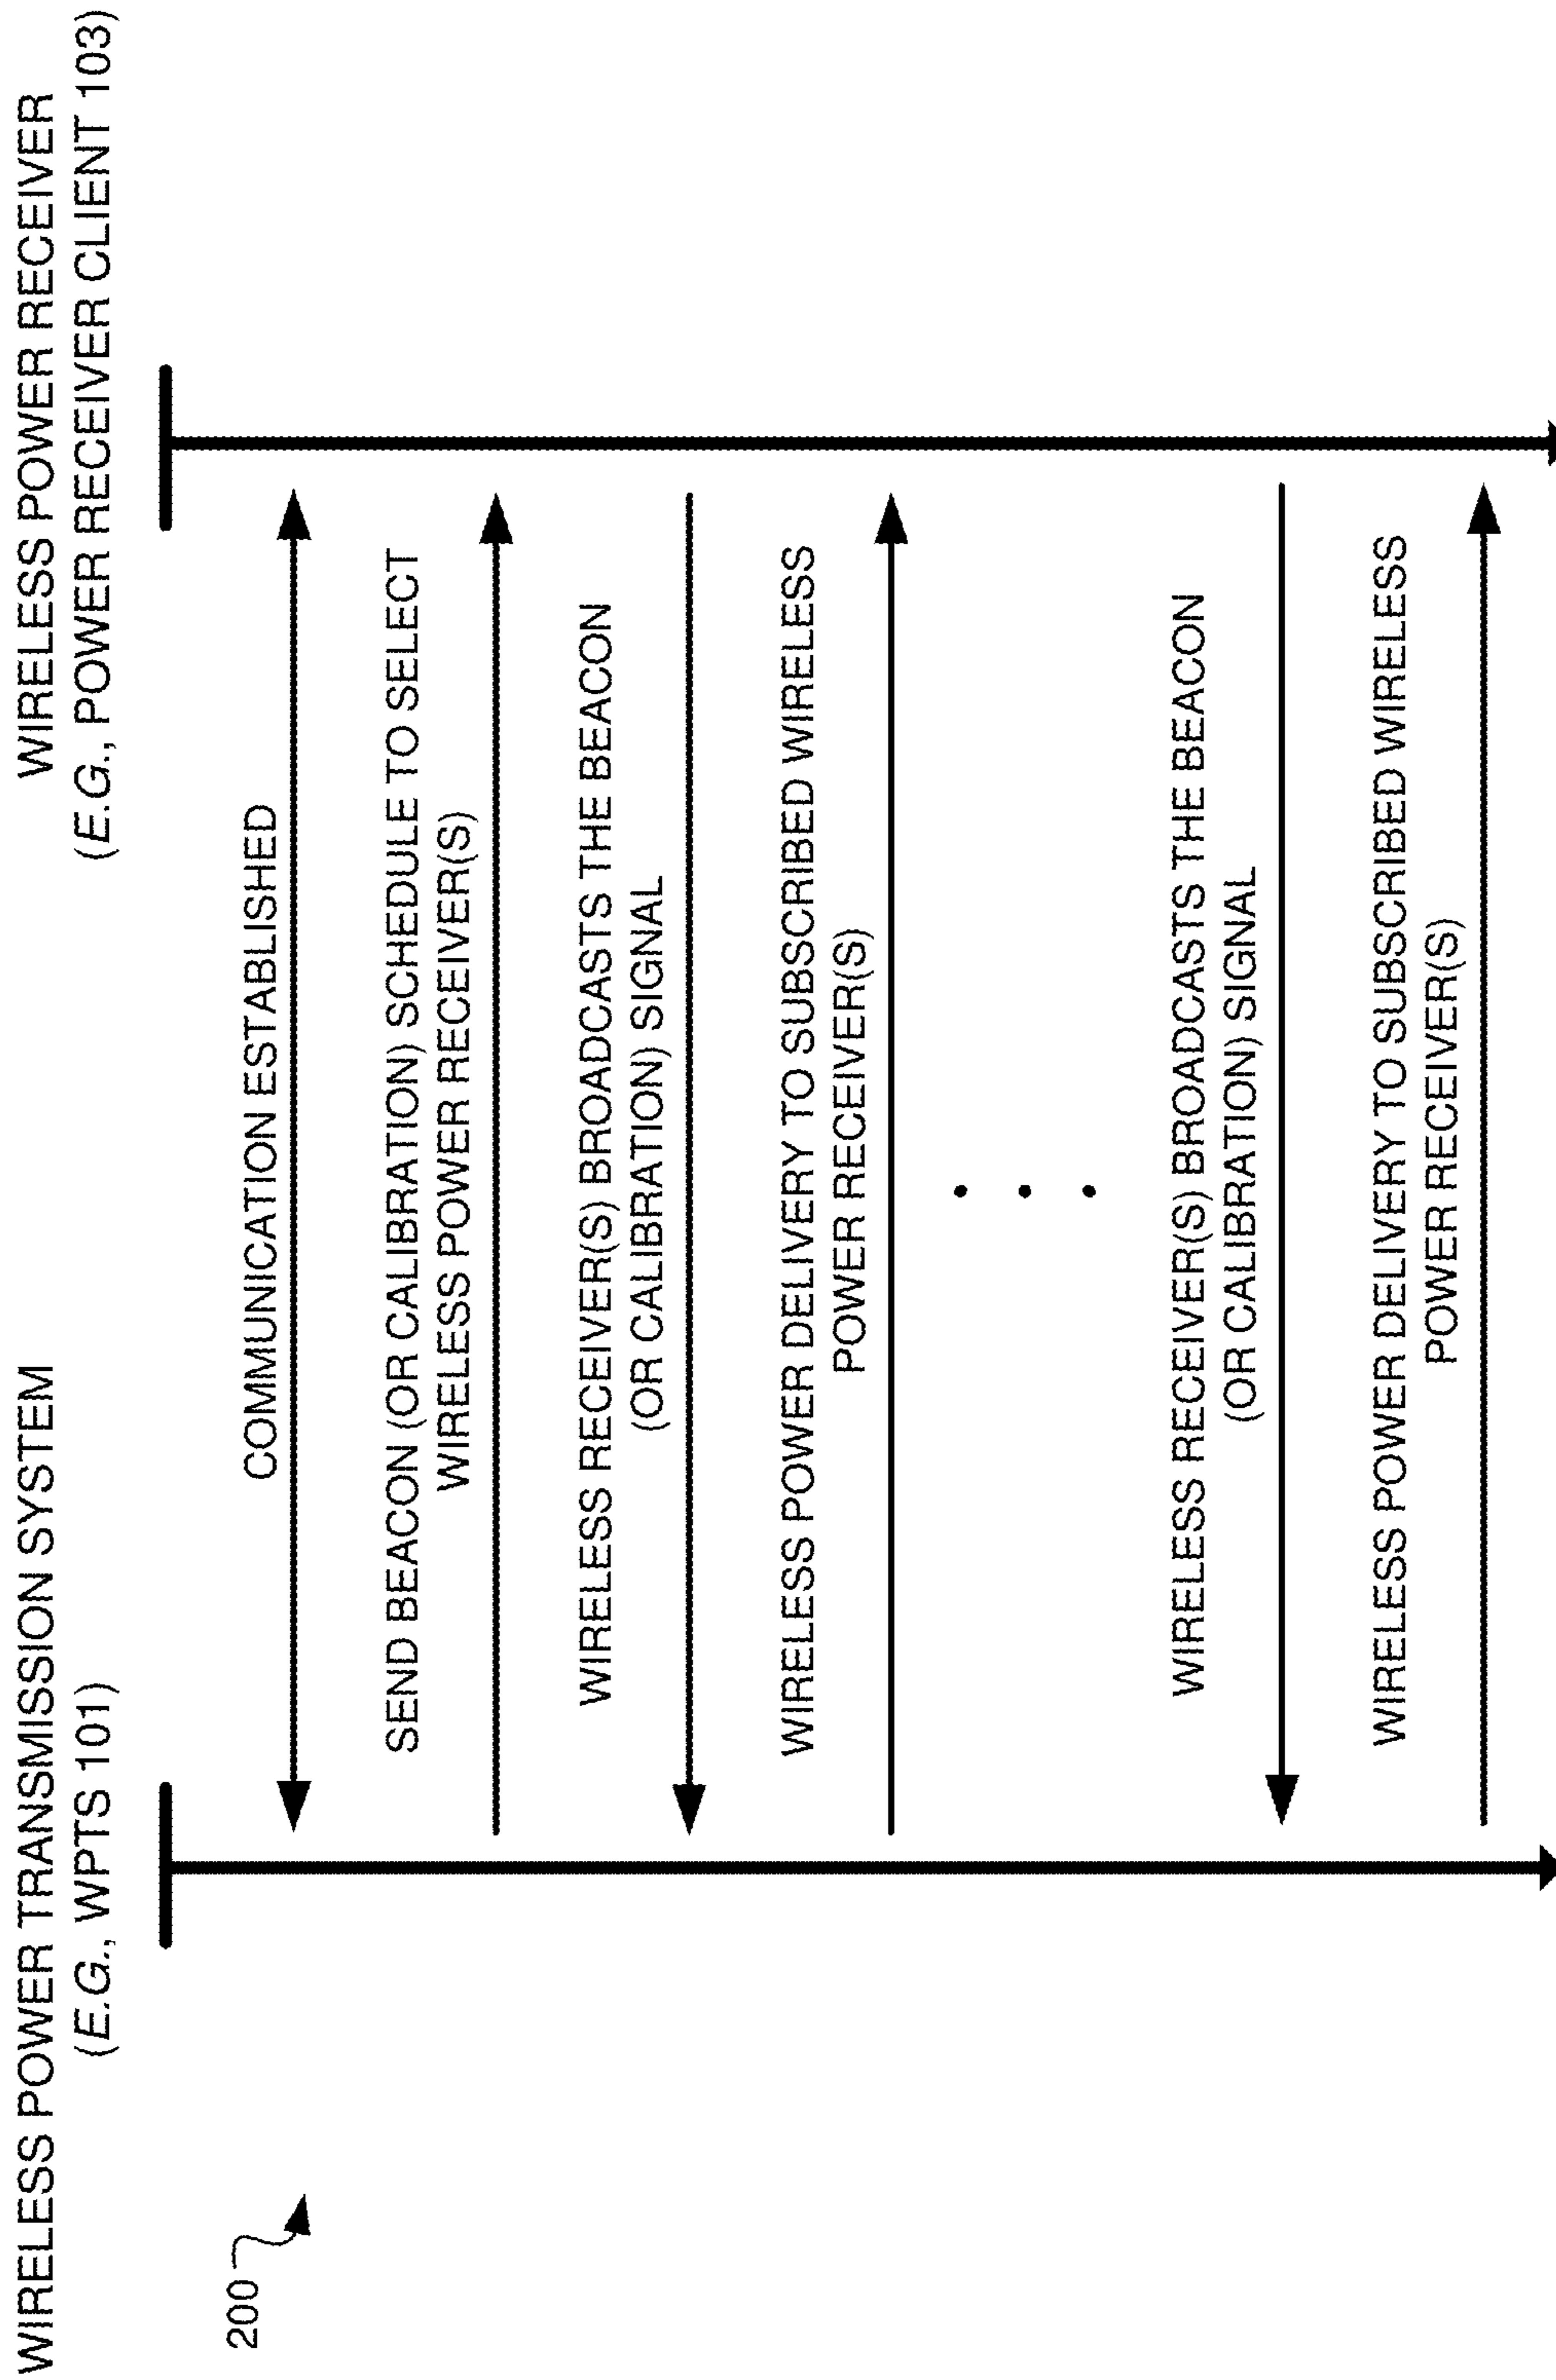 WIRELESS POWER TRANSMISSION SYSTEM
(E.G., WPTS 101)
WIRELESS POWER RECEIVER
(E.G., POWER RECEIVER CLIENT 103)
200
COMMUNICATION ESTABLISHED
SEND BEACON (OR CALIBRATION) SCHEDULE TO SELECT
WIRELESS POWER RECEIVER(S)
WIRELESS RECEIVER(S) BROADCASTS THE BEACON
(OR CALIBRATION) SIGNAL
WIRELESS POWER DELIVERY TO SUBSCRIBED WIRELESS
POWER RECEIVER(S)
WIRELESS RECEIVER(S) BROADCASTS THE BEACON
(OR CALIBRATION) SIGNAL
WIRELESS POWER DELIVERY TO SUBSCRIBED WIRELESS
POWER RECEIVER(S)